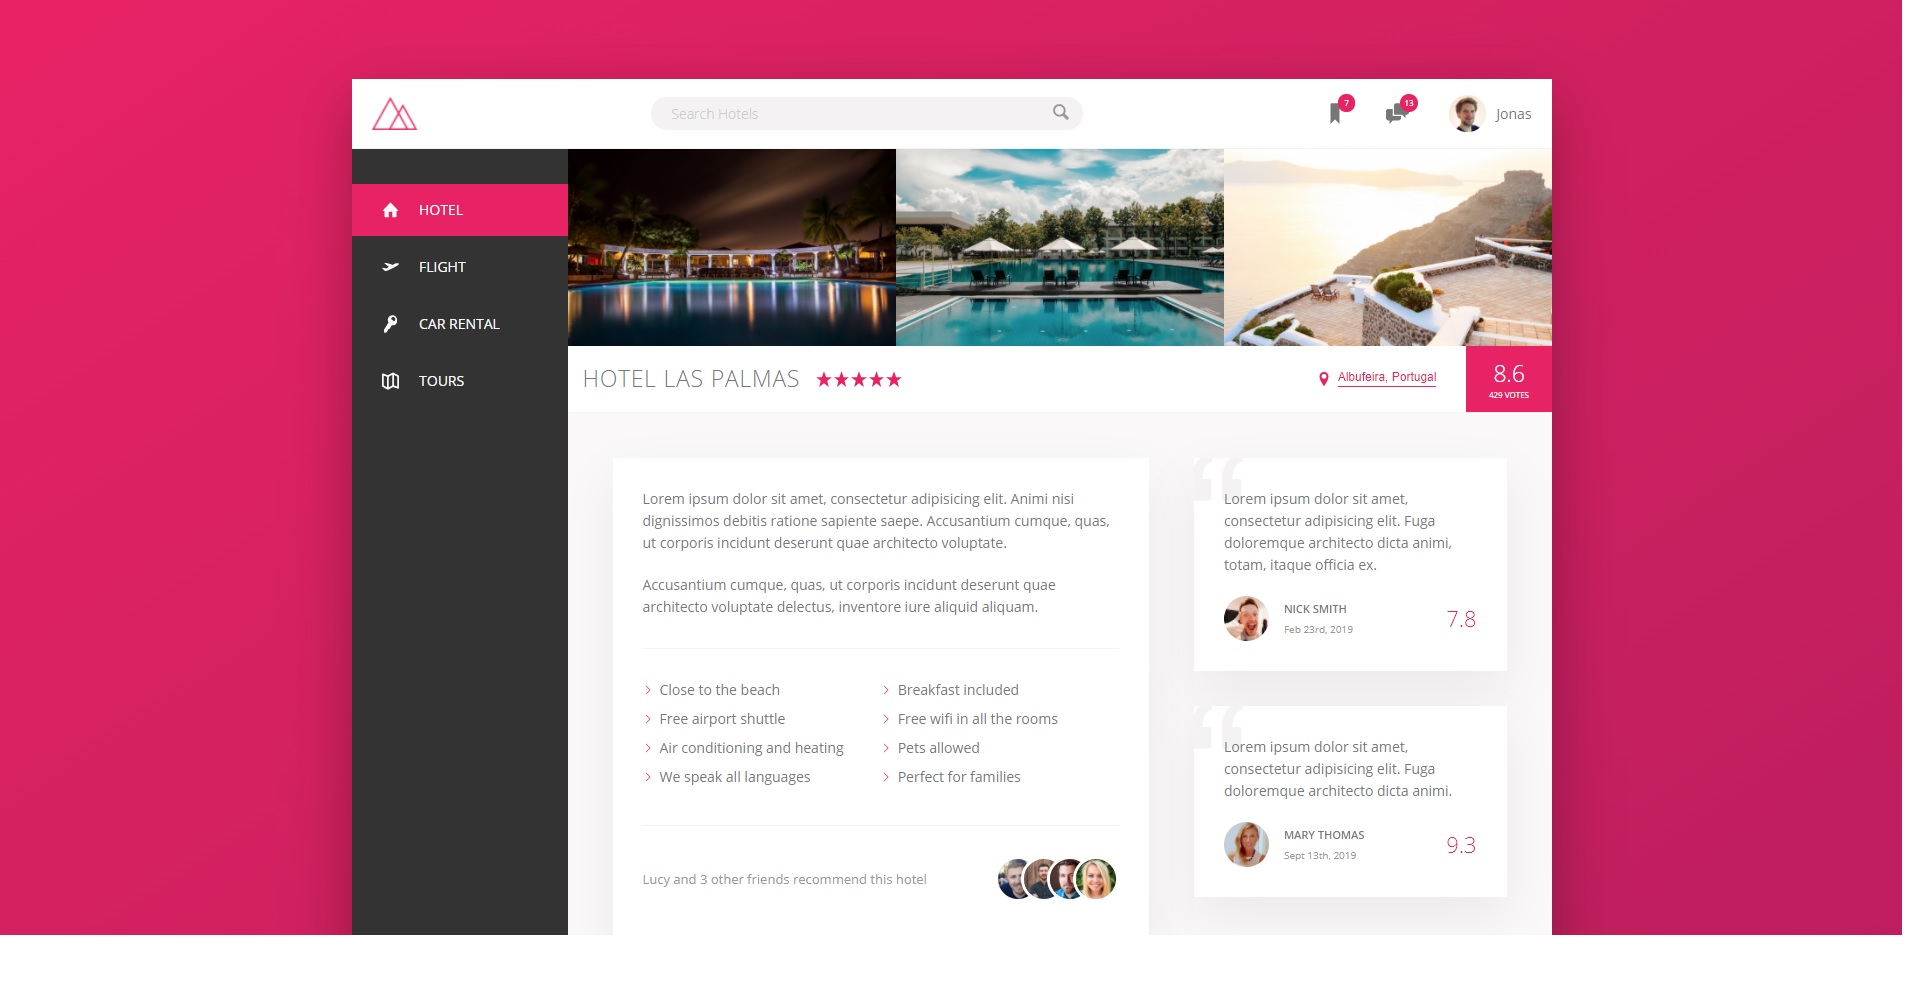 Search Hotels
7
13
Jonas
HOTEL
FLIGHT
CAR RENTAL
TOURS
HOTEL LAS PALMAS
Albufeira, Portugal
8.6
429 VOTES
Lorem ipsum dolor sit amet, consectetur adipisicing elit. Animi nisi
dignissimos debitis ratione sapiente saepe. Accusantium cumque, quas,
ut corporis incidunt deserunt quae architecto voluptate.
Accusantium cumque, quas, ut corporis incidunt deserunt quae
architecto voluptate delectus, inventore iure aliquid aliquam.
Close to the beach
Free airport shuttle
Air conditioning and heating
We speak all languages
Breakfast included
Free wifi in all the rooms
Pets allowed
Perfect for families
Lucy and 3 other friends recommend this hotel
“
Lorem ipsum dolor sit amet,
consectetur adipisicing elit. Fuga
doloremque architecto dicta animi,
totam, itaque officia ex.
NICK SMITH
Feb 23rd, 2019
7.8
“
Lorem ipsum dolor sit amet,
consectetur adipisicing elit. Fuga
doloremque architecto dicta animi.
MARY THOMAS
Sept 13th, 2019
9.3